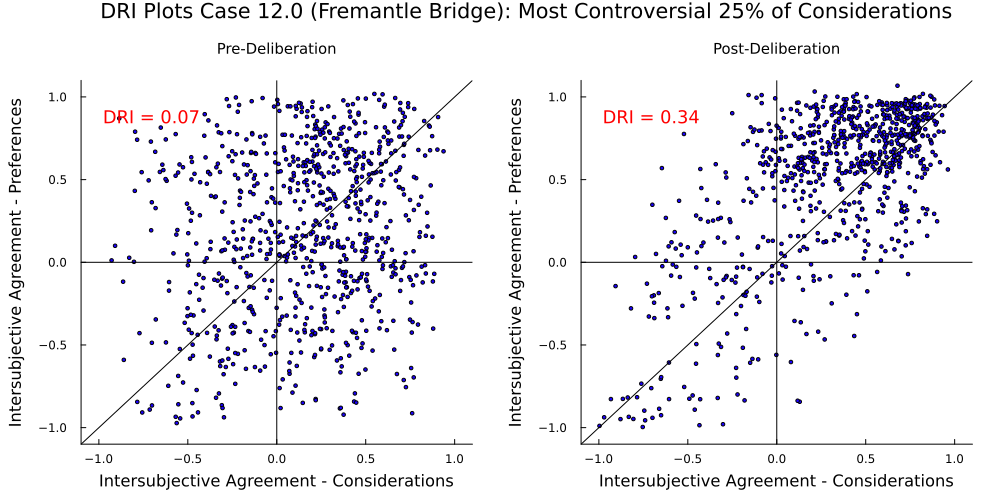 DRI Plots Case 12.0 (Fremantle Bridge): Most Controversial 25% of Considerations
Pre-Deliberation
Post-Deliberation
DRI = 0.07
DRI = 0.34
Intersubjective Agreement - Preferences
1.0
0.5
0.0
−0.5
−1.0
−1.0
−0.5
0.0
0.5
1.0
Intersubjective Agreement - Considerations
Intersubjective Agreement - Preferences
1.0
0.5
0.0
−0.5
−1.0
−1.0
−0.5
0.0
0.5
1.0
Intersubjective Agreement - Considerations